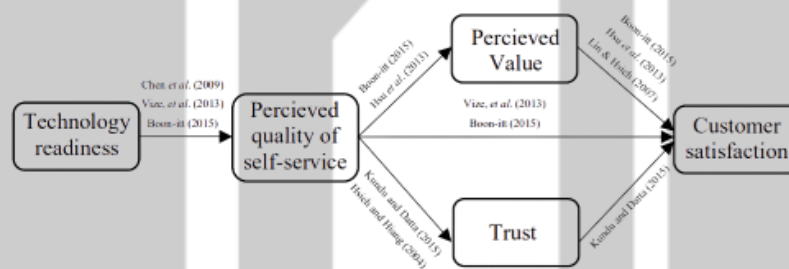 Technology
readiness
Chen et al. (2009)
Vize, et al. (2013)
Boon-itt (2015)
Percieved
quality of
self-service
Boon-itt (2015)
Hsu et al. (2013)
Percieved
Value
Boon-itt (2015)
Hsu et al. (2013)
Lin & Hsieh (2007)
Vize, et al. (2013)
Boon-itt (2015)
Kundu and Datta (2015)
Hsieh and Hiang (2004)
Trust
Kundu and Datta (2015)
Customer
satisfaction